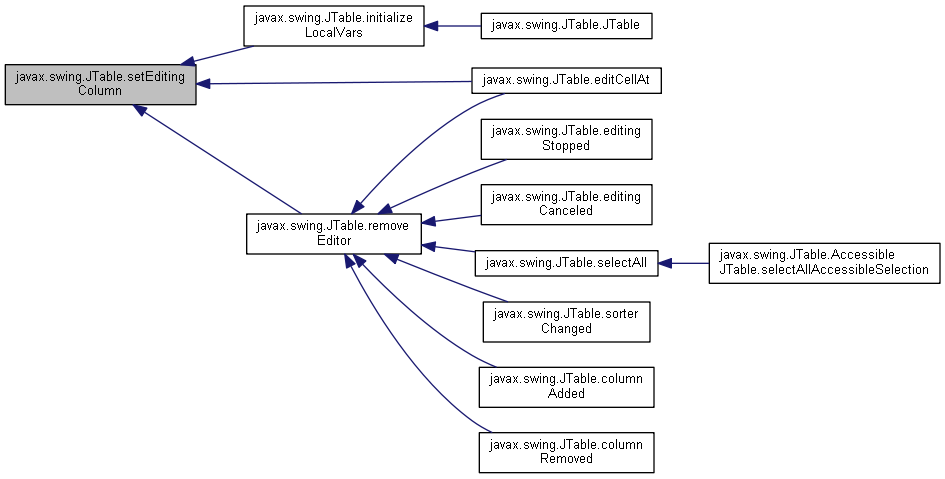 javax.swing.JTable.initialize
LocalVars
javax.swing.JTable.JTable
javax.swing.JTable.setEditing
Column
javax.swing.JTable.editCellAt
javax.swing.JTable.editing
Stopped
javax.swing.JTable.editing
Canceled
javax.swing.JTable.remove
Editor
javax.swing.JTable.selectAll
javax.swing.JTable.Accessible
JTable.selectAllAccessibleSelection
javax.swing.JTable.sorter
Changed
javax.swing.JTable.column
Added
javax.swing.JTable.column
Removed